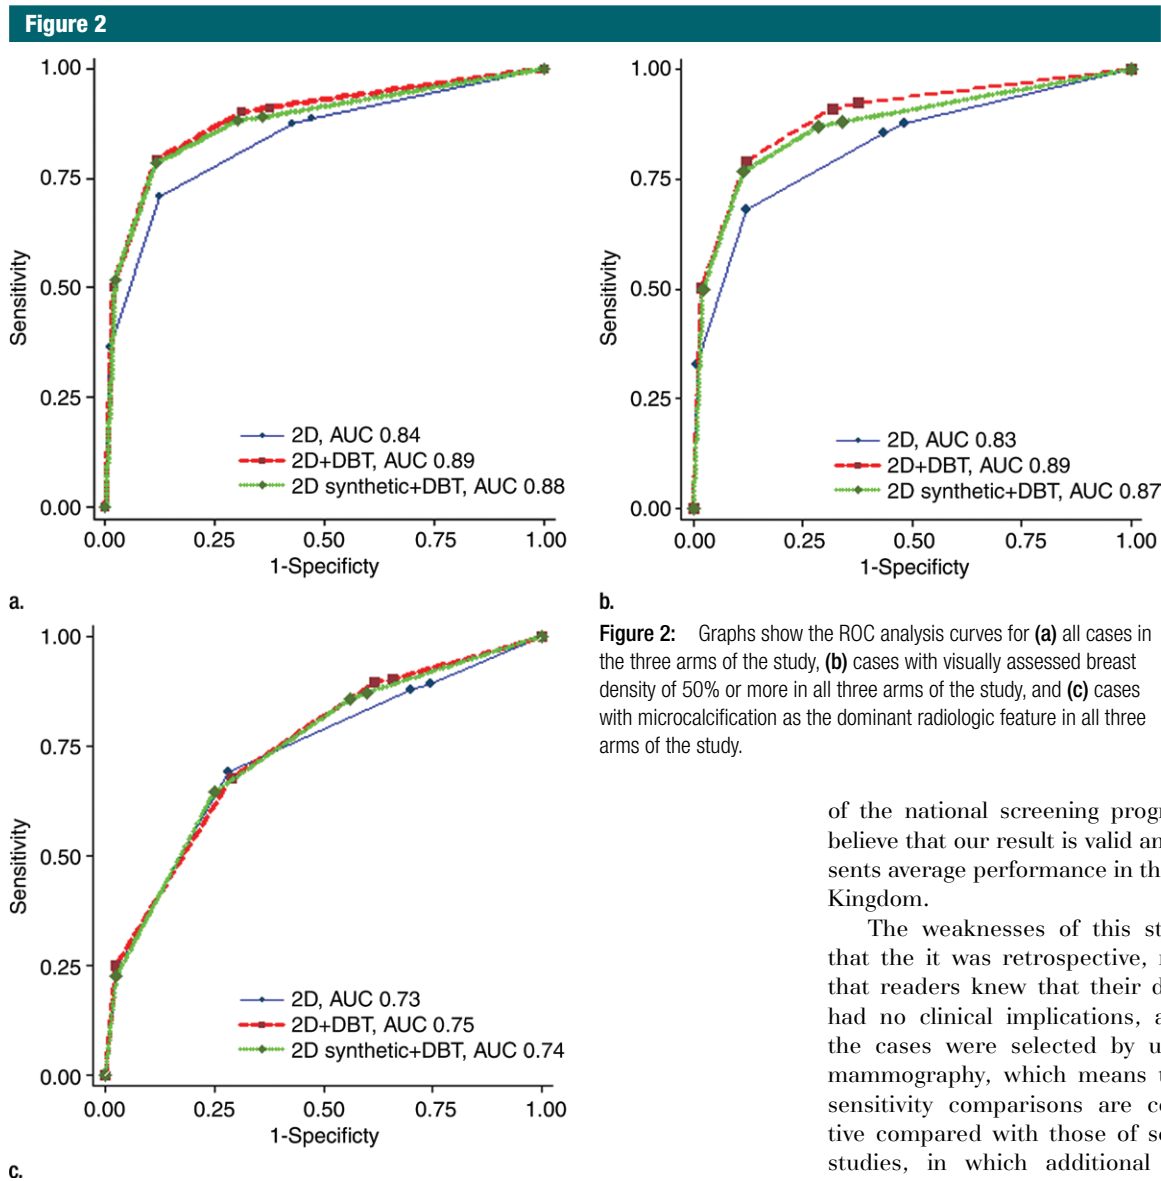 Figure 2
1.00
0.75
0.50
0.25
0.00
Sensitivity
2D, AUC 0.84
2D+DBT, AUC 0.89
2D synthetic+DBT, AUC 0.88
0.00 0.25 0.50 0.75 1.00
1-Specificty
a.
1.00
0.75
0.50
0.25
0.00
Sensitivity
2D, AUC 0.83
2D+DBT, AUC 0.89
2D synthetic+DBT, AUC 0.87
0.00 0.25 0.50 0.75 1.00
1-Specificty
b.
1.00
0.75
0.50
0.25
0.00
Sensitivity
2D, AUC 0.73
2D+DBT, AUC 0.75
2D synthetic+DBT, AUC 0.74
0.00 0.25 0.50 0.75 1.00
1-Specificty
c.
Figure 2: Graphs show the ROC analysis curves for (a) all cases in
the three arms of the study, (b) cases with visually assessed breast
density of 50% or more in all three arms of the study, and (c) cases
with microcalcification as the dominant radiologic feature in all three
arms of the study.
of the national screening progr
believe that our result is valid an
sents average performance in th
Kingdom.
The weaknesses of this st
that the it was retrospective,
that readers knew that their d
had no clinical implications, a
the cases were selected by u
mammography, which means t
sensitivity comparisons are co
tive compared with those of sc
studies, in which additional